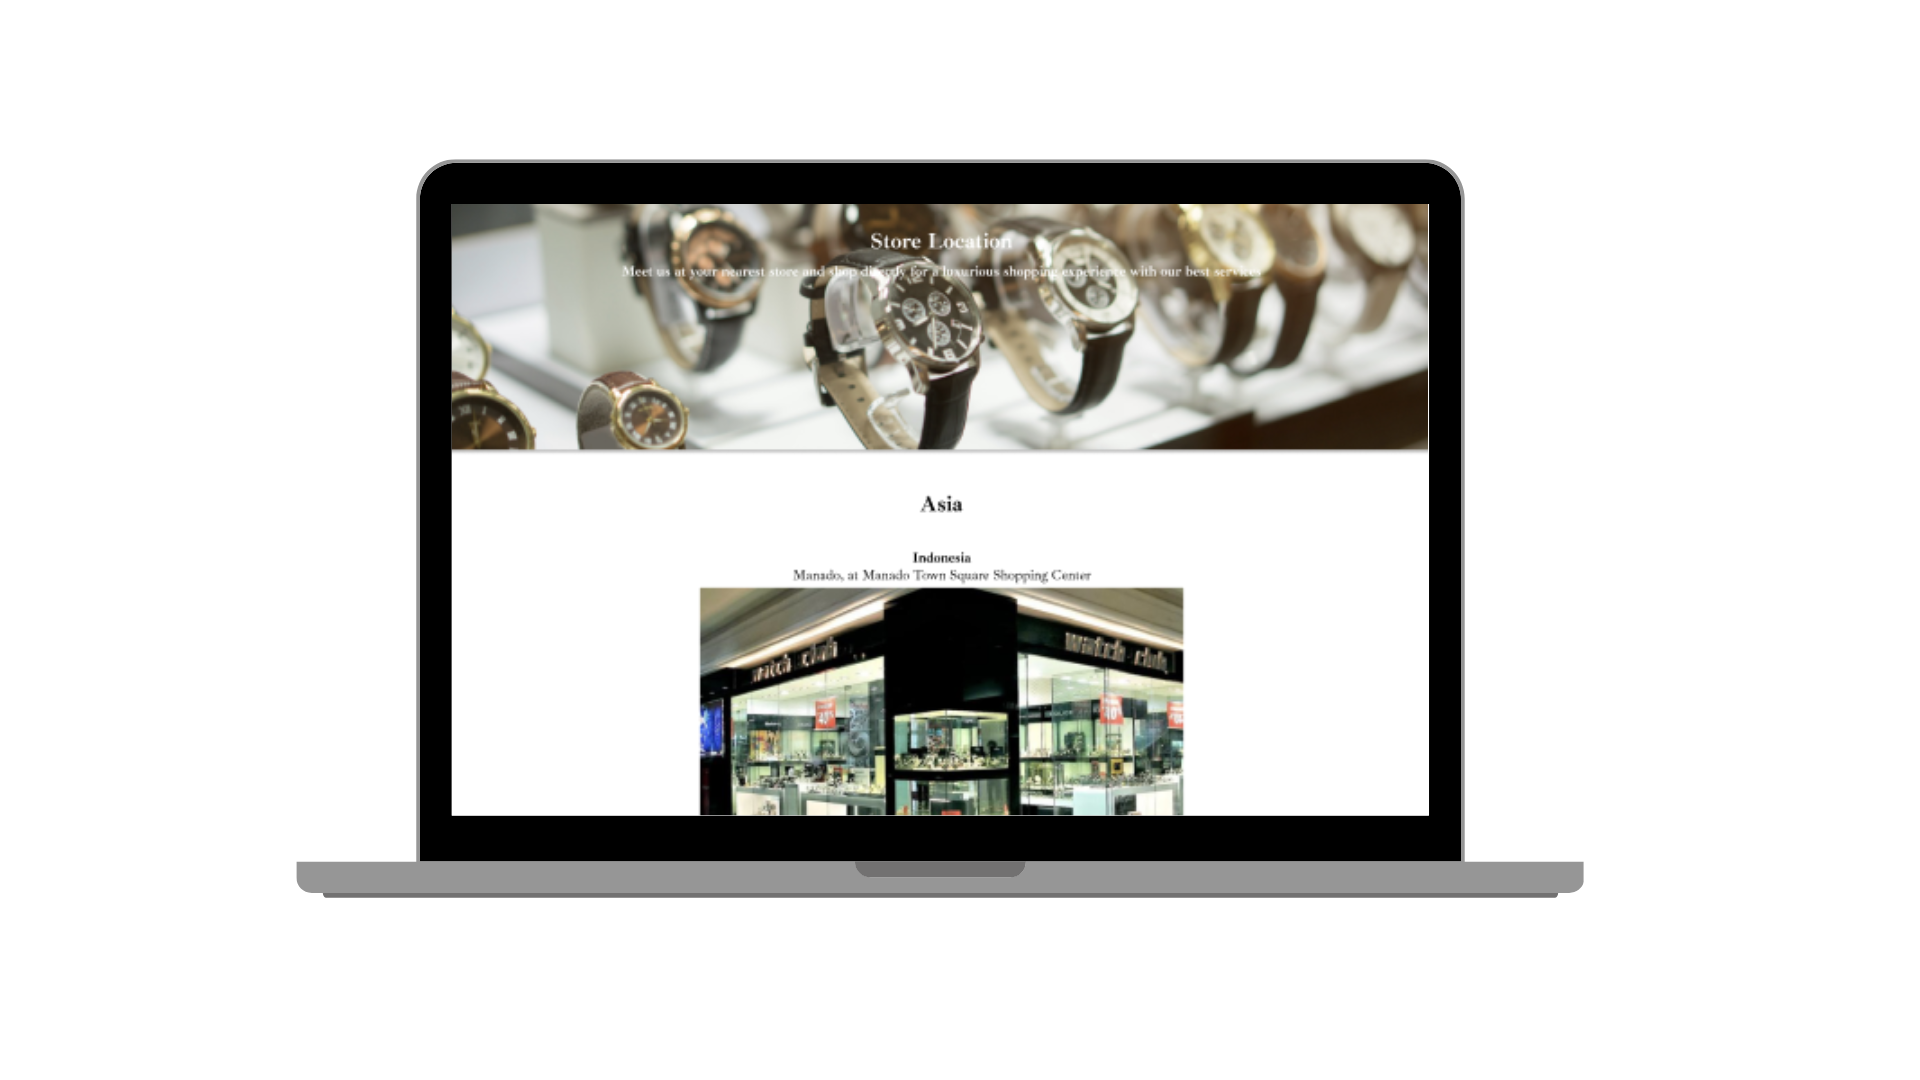 Store Location
Meet us at your nearest store and shop directly for a luxurious shopping experience with our best services
Asia
Indonesia
Manado, at Manado Town Square Shopping Center
watch club
watch club